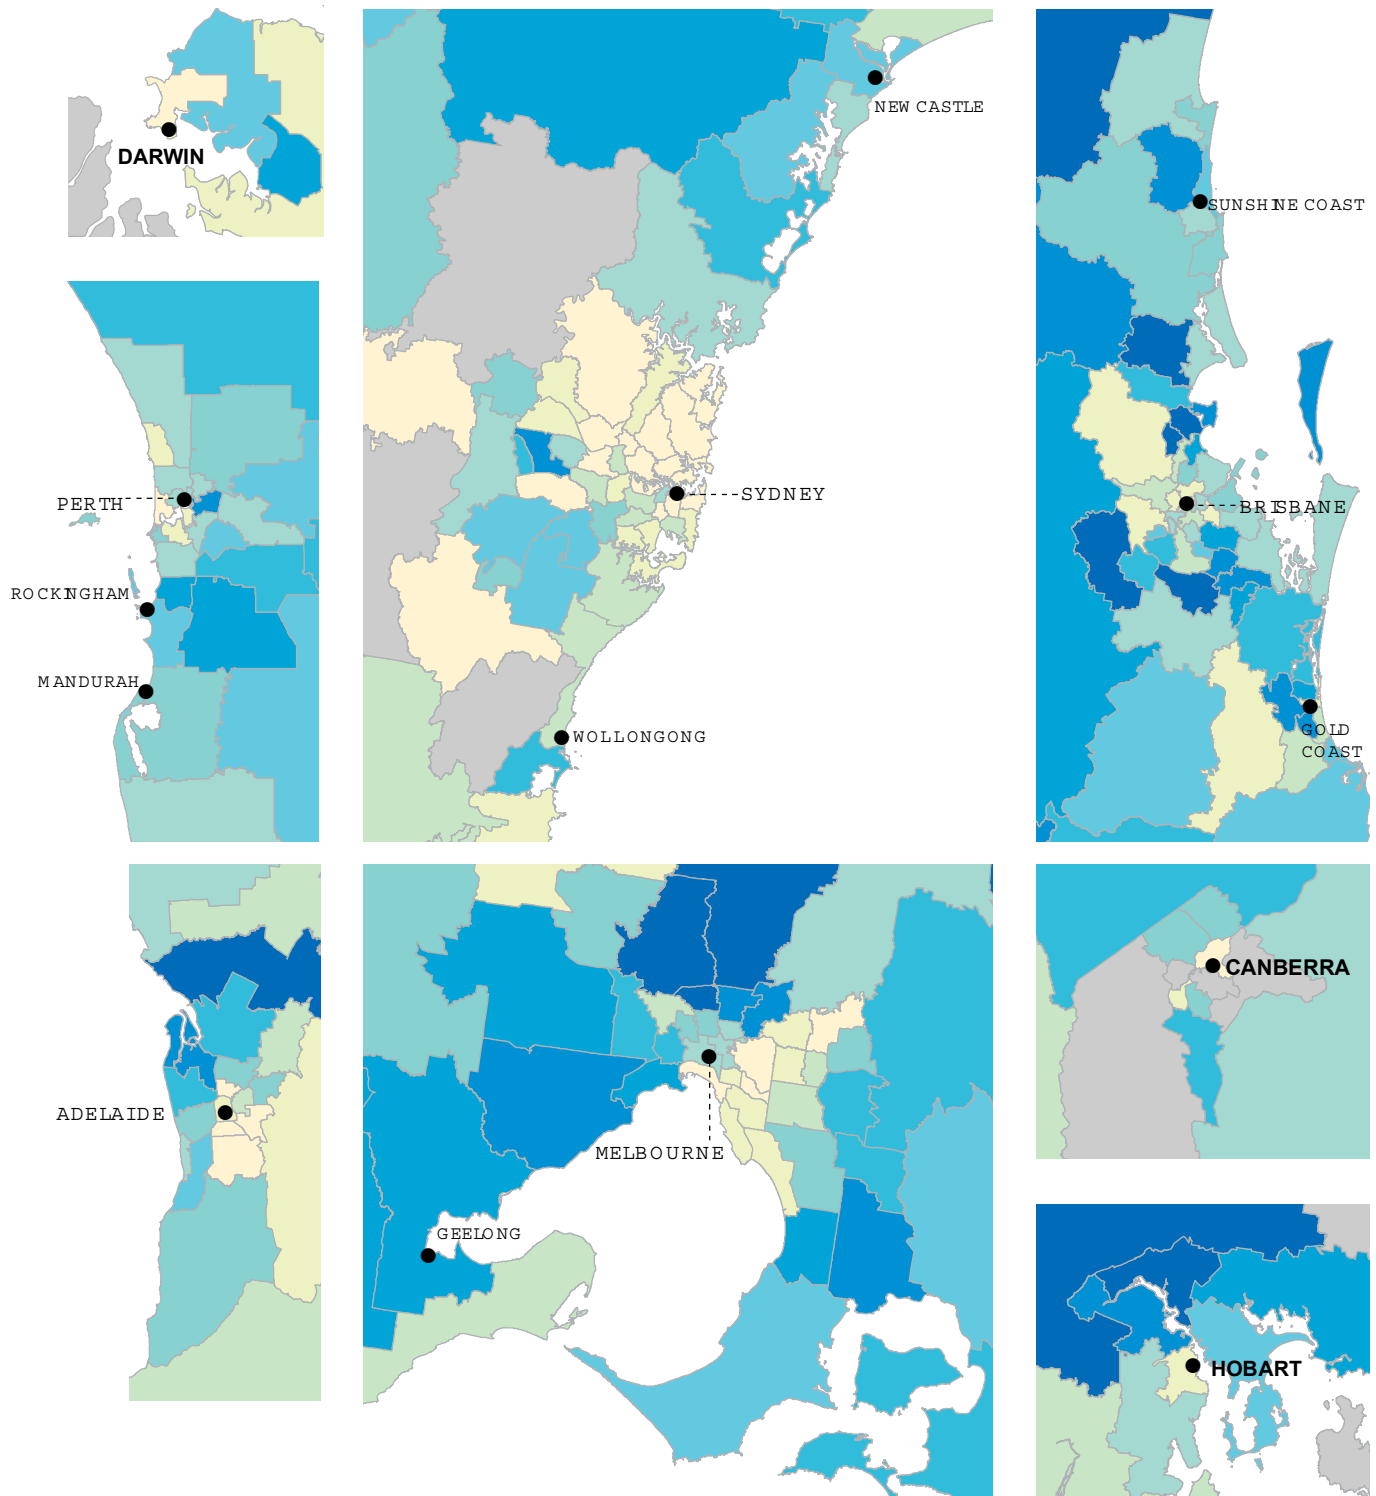 DARWIN
NEW CASTLE
SUNSHINE COAST
PERTH
SYDNEY
BRISBANE
ROCKINGHAM
MANDURAH
WOLLONGONG
GOLD
COAST
CANBERRA
ADELAIDE
MELBOURNE
GEELONG
HOBART